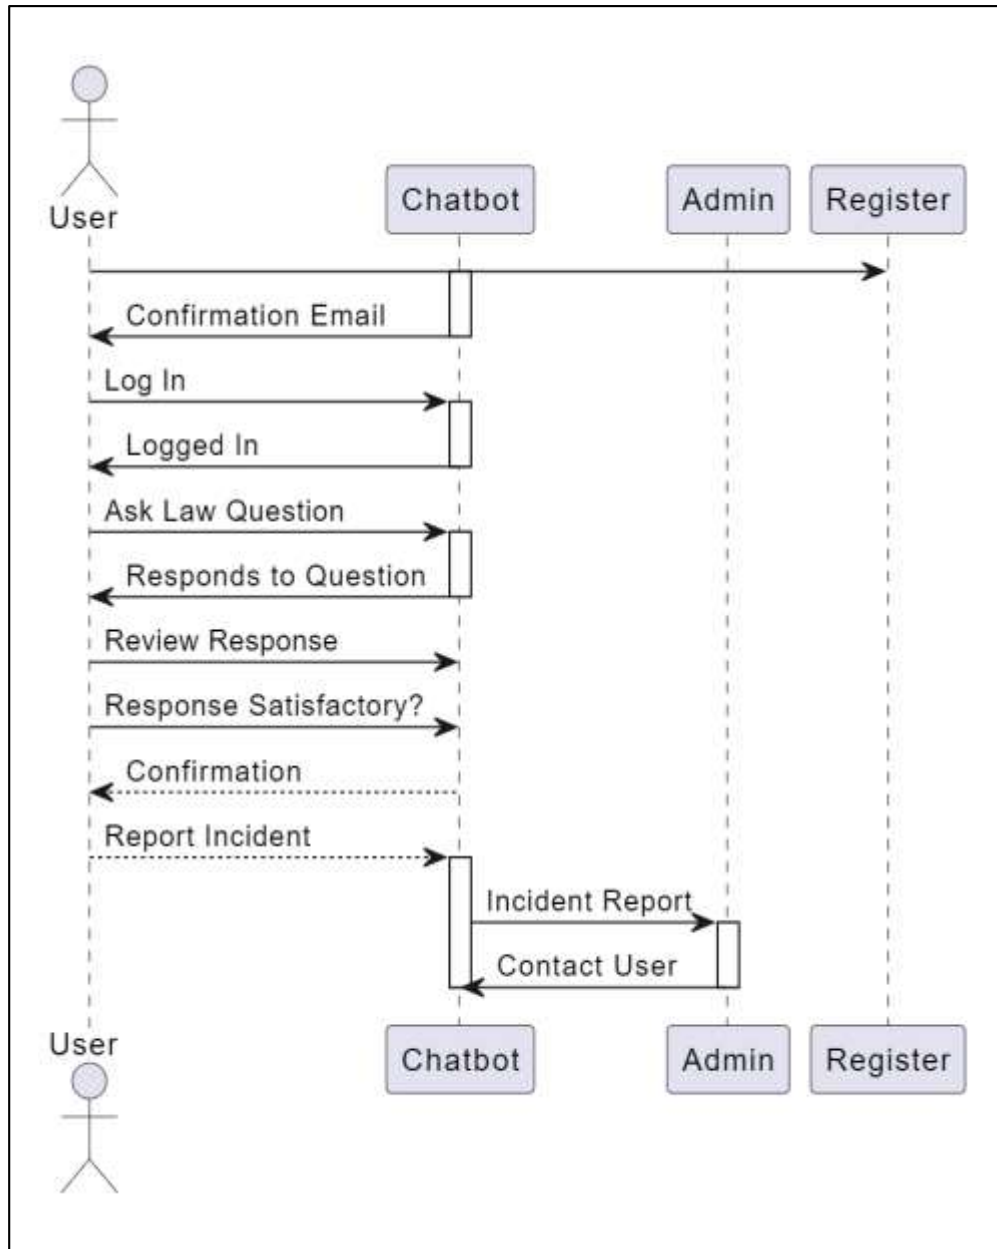 User
Chatbot
Admin
Register
Confirmation Email
Log In
Logged In
Ask Law Question
Responds to Question
Review Response
Response Satisfactory?
Confirmation
Report Incident
Incident Report
Contact User
User
Chatbot
Admin
Register